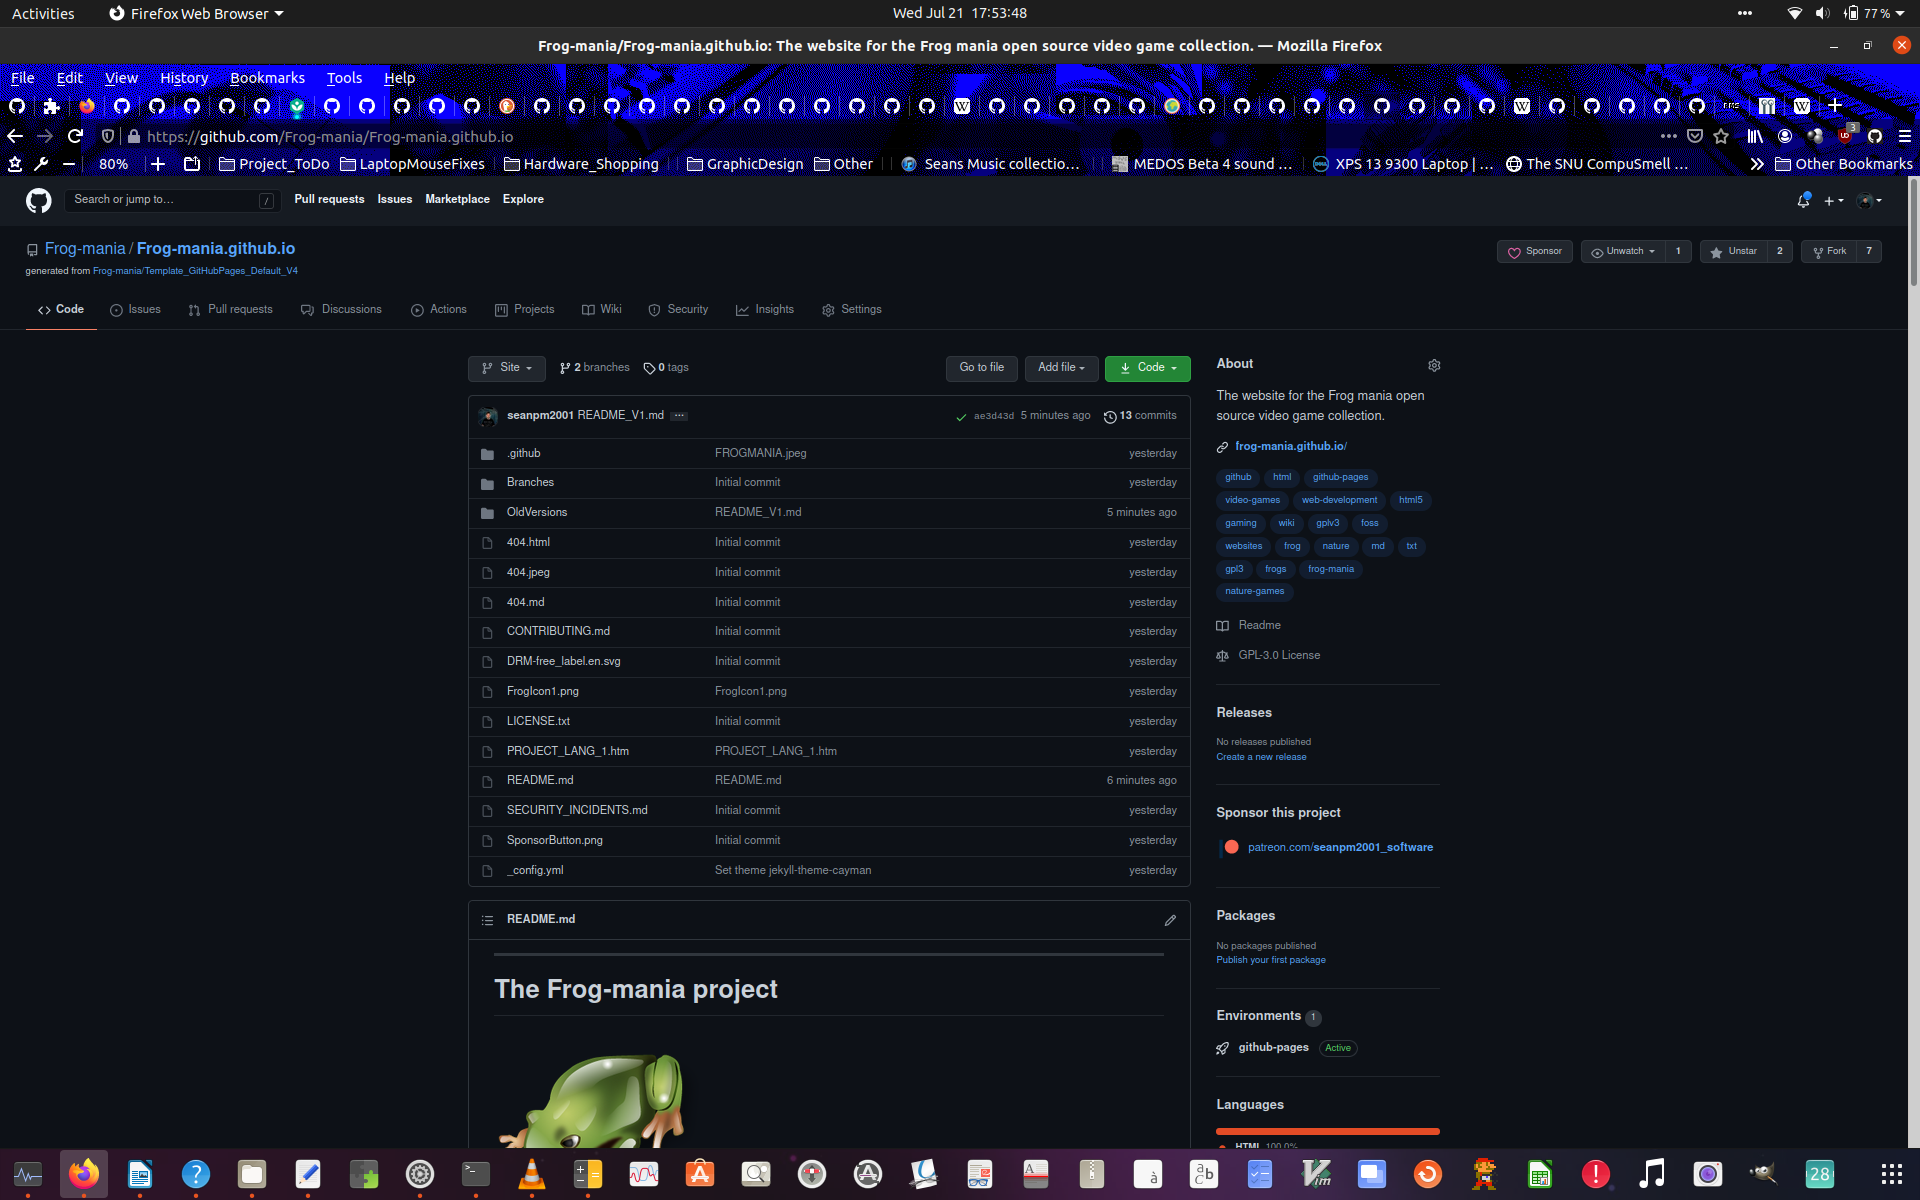 Activities Firefox Web Browser Wed Jul 21 17:53:48 77 %
Frog-mania/Frog-mania.github.io: The website for the Frog mania open source video game collection. — Mozilla Firefox
File Edit View History Bookmarks Tools Help
https://github.com/Frog-mania/Frog-mania.github.io 3
80% Project_ToDo LaptopMouseFixes Hardware_Shopping GraphicDesign Other Seans Music collectio… MEDOS Beta 4 sound … XPS 13 9300 Laptop | … The SNU CompuSmell … Other Bookmarks
Search or jump to… / Pull requests Issues Marketplace Explore
Frog-mania / Frog-mania.github.io Sponsor Unwatch 1 Unstar 2 Fork 7
generated from Frog-mania/Template_GitHubPages_Default_V4
Code Issues Pull requests Discussions Actions Projects Wiki Security Insights Settings
Site 2 branches 0 tags Go to file Add file Code
seanpm2001 README_V1.md ae3d43d 5 minutes ago 13 commits
.github FROGMANIA.jpeg yesterday
Branches Initial commit yesterday
OldVersions README_V1.md 5 minutes ago
404.html Initial commit yesterday
404.jpeg Initial commit yesterday
404.md Initial commit yesterday
CONTRIBUTING.md Initial commit yesterday
DRM-free_label.en.svg Initial commit yesterday
FrogIcon1.png FrogIcon1.png yesterday
LICENSE.txt Initial commit yesterday
PROJECT_LANG_1.htm PROJECT_LANG_1.htm yesterday
README.md README.md 6 minutes ago
SECURITY_INCIDENTS.md Initial commit yesterday
SponsorButton.png Initial commit yesterday
_config.yml Set theme jekyll-theme-cayman yesterday
README.md
The Frog-mania project
About
The website for the Frog mania open
source video game collection.
frog-mania.github.io/
github html github-pages
video-games web-development html5
gaming wiki gplv3 foss
websites frog nature md txt
gpl3 frogs frog-mania
nature-games
Readme
GPL-3.0 License
Releases
No releases published
Create a new release
Sponsor this project
patreon.com/seanpm2001_software
Packages
No packages published
Publish your first package
Environments 1
github-pages Active
Languages
HTML 100.0%
28